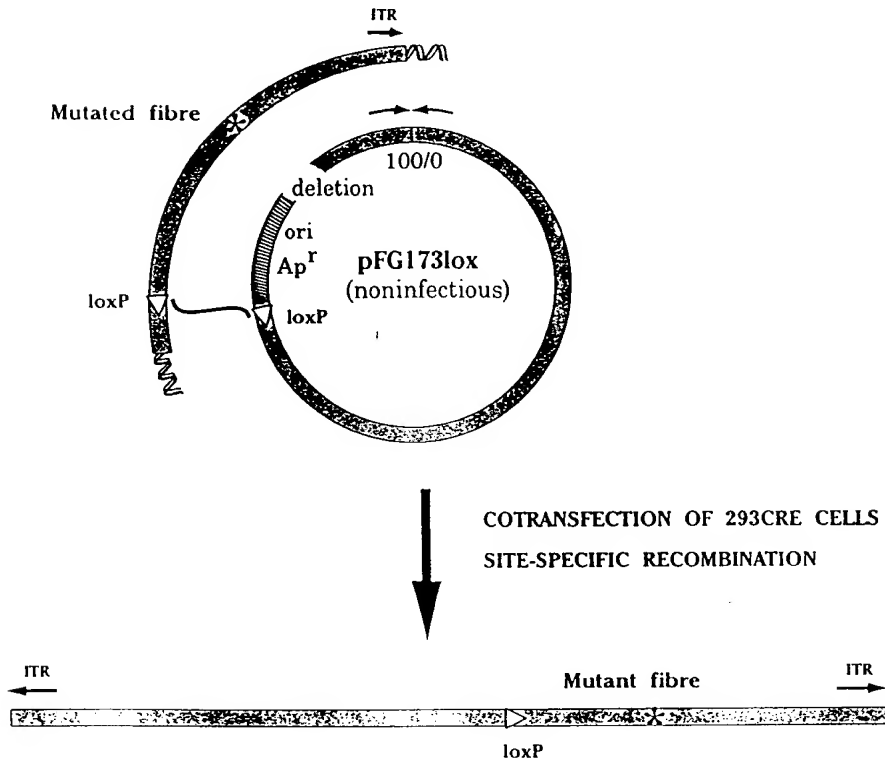 ITR
Mutated fibre
100/0
deletion
ori
Ap^r
pFG173lox
(noninfectious)
loxP
loxP
COTRANSFECTION OF 293CRE CELLS
SITE-SPECIFIC RECOMBINATION
ITR
Mutant fibre
ITR
loxP